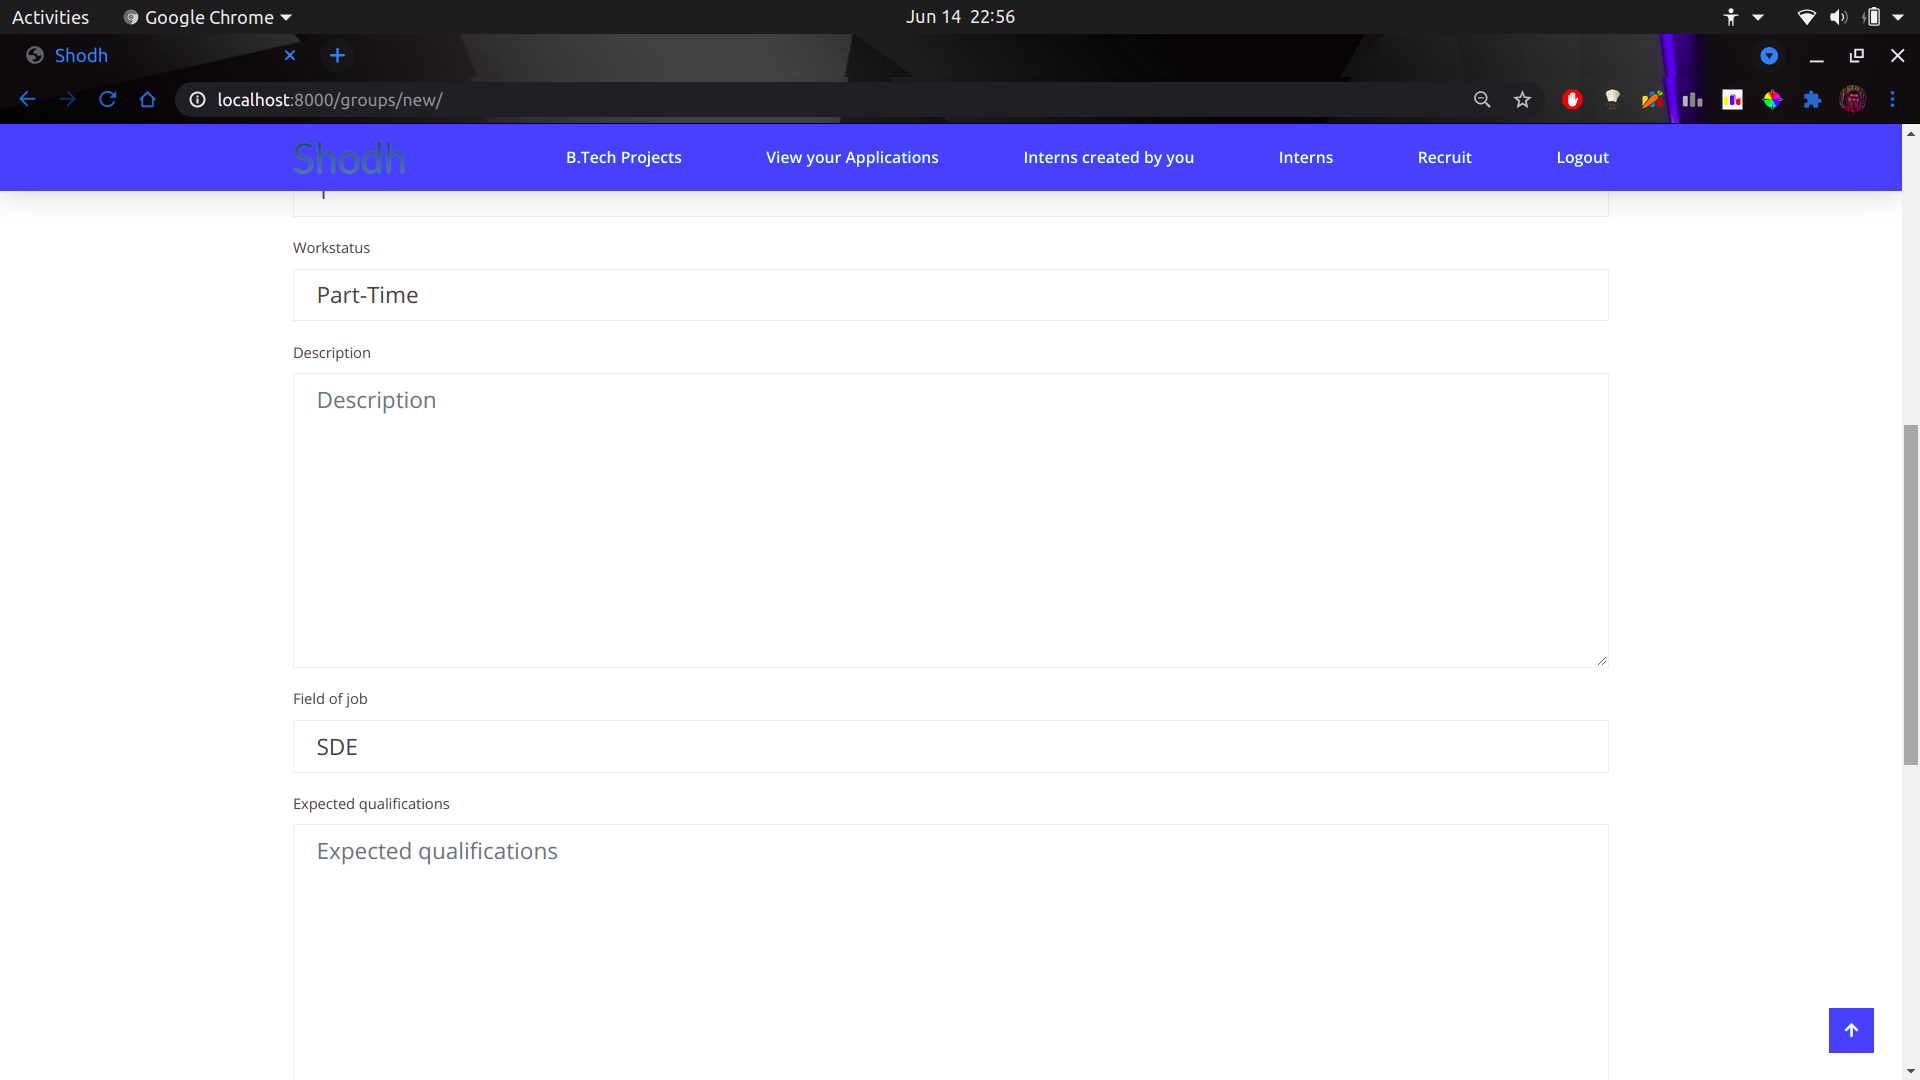 Activities Google Chrome Jun 14 22:56
Shodh
localhost:8000/groups/new/
Shodh B.Tech Projects View your Applications Interns created by you Interns Recruit Logout
Workstatus
Part-Time
Description
Description
Field of job
SDE
Expected qualifications
Expected qualifications